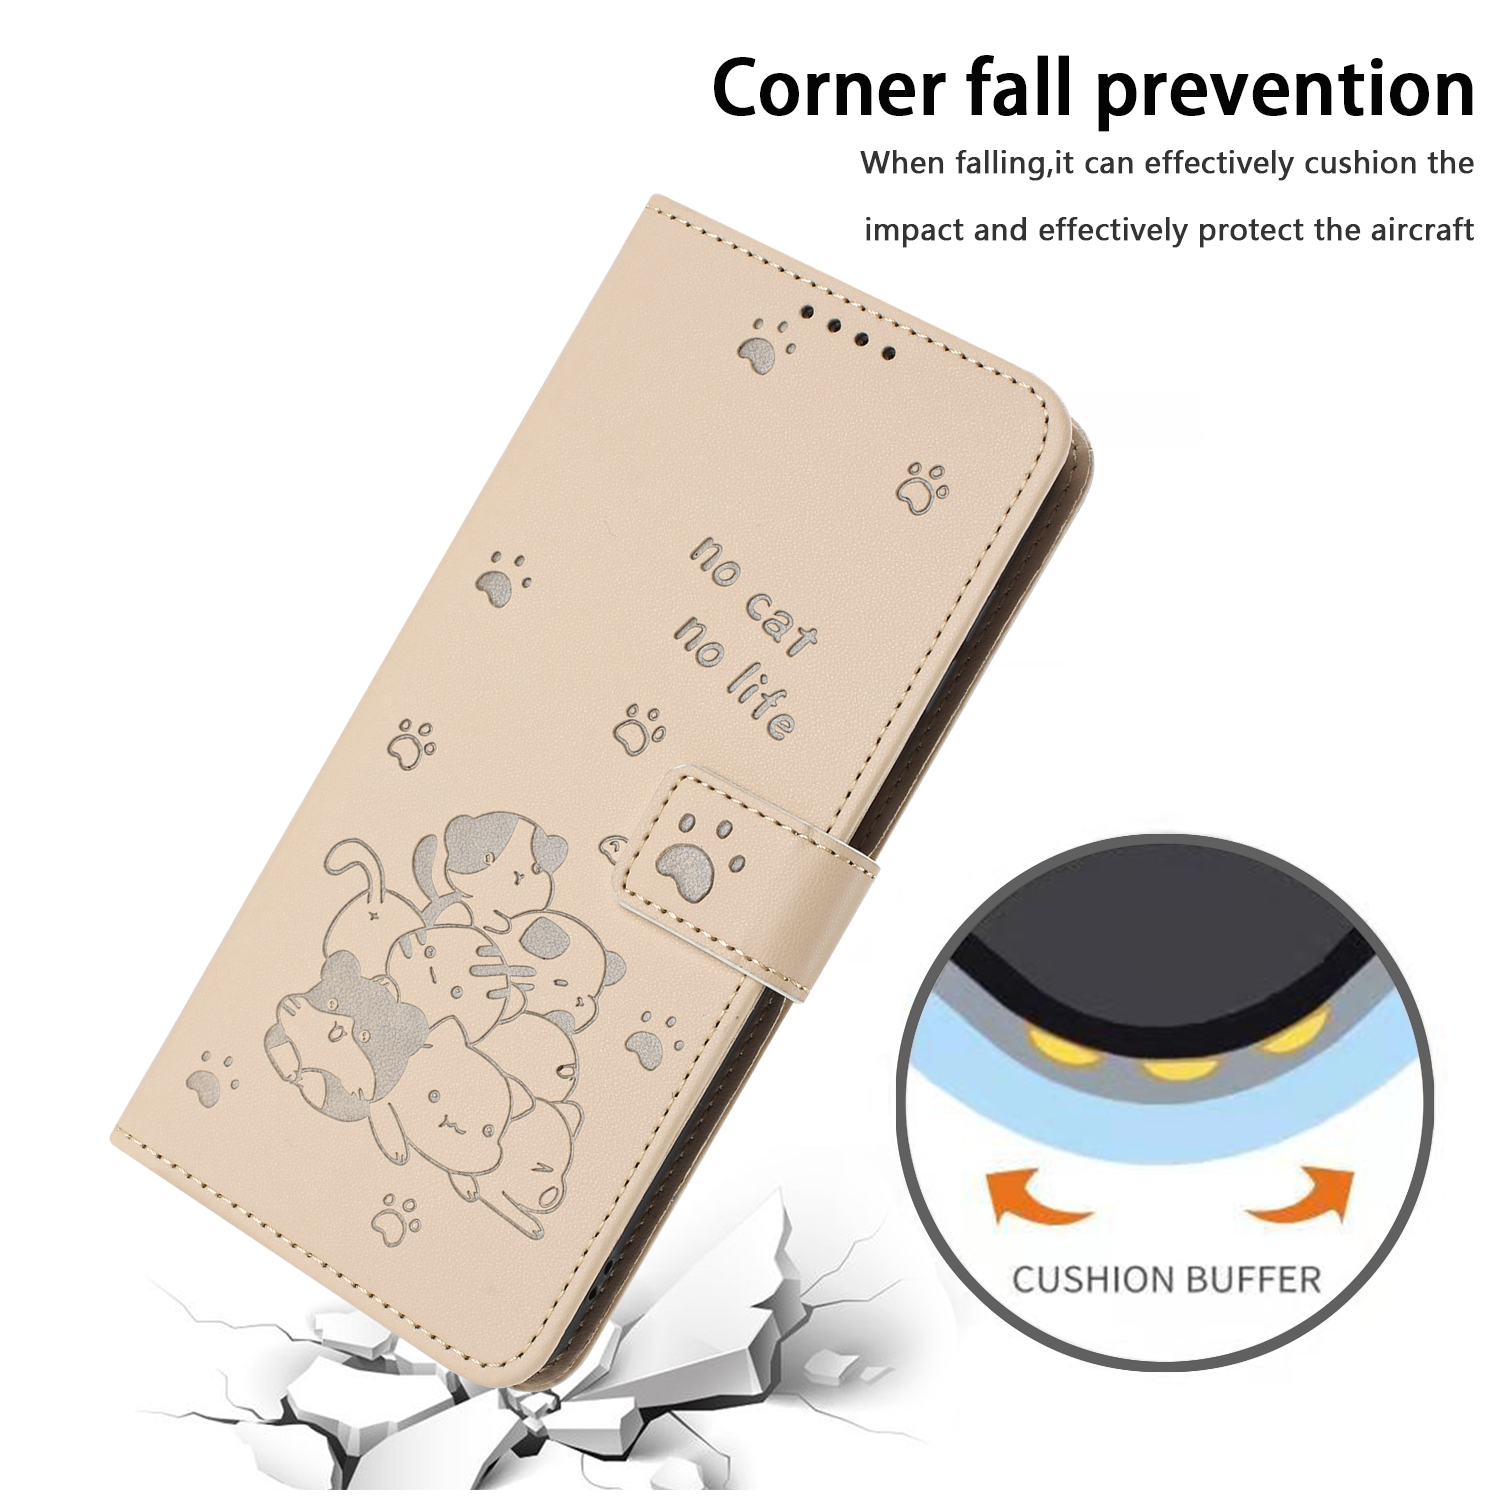 Corner fall prevention
When falling,it can effectively cushion the
impact and effectively protect the aircraft
no cat
no life
CUSHION BUFFER